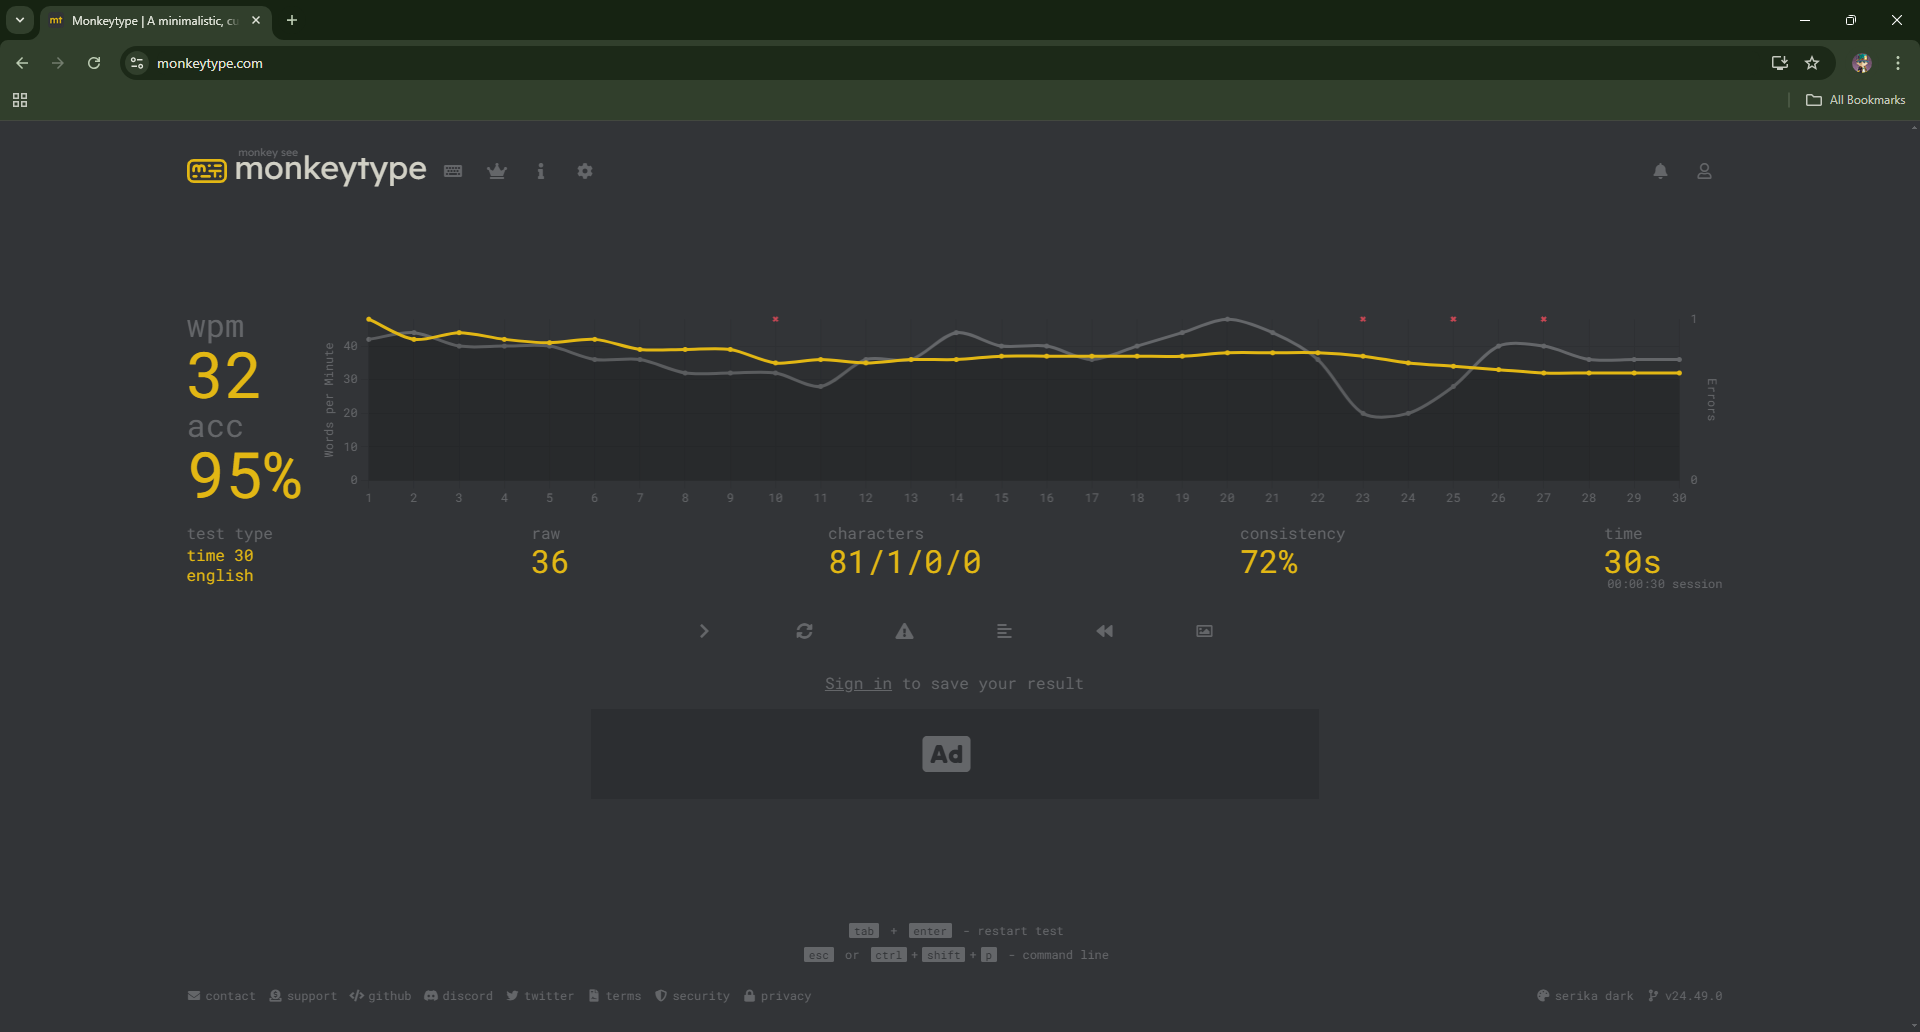 mt Monkeytype | A minimalistic, cu
monkeytype.com
All Bookmarks
monkey see
monkeytype
wpm
32
acc
95%
Words per Minute
40
30
20
10
0
1
0
Errors
1 2 3 4 5 6 7 8 9 10 11 12 13 14 15 16 17 18 19 20 21 22 23 24 25 26 27 28 29 30
test type
time 30
english
raw
36
characters
81/1/0/0
consistency
72%
time
30s
00:00:30 session
Sign in to save your result
Ad
tab + enter - restart test
esc or ctrl + shift + p - command line
contact support github discord twitter terms security privacy
serika dark v24.49.0